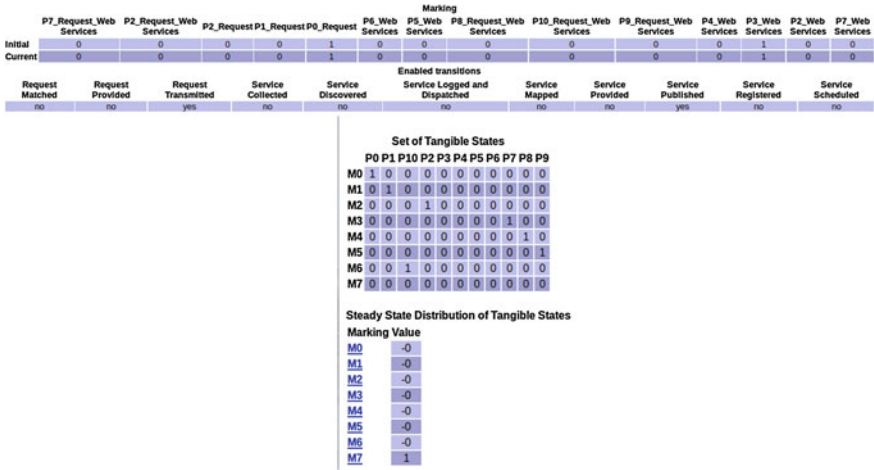 Marking
P7_Request_Web Services P2_Request_Web Services P2_Request P1_Request P0_Request P6_Web Services P5_Web Services P8_Request_Web Services P10_Request_Web Services P9_Request_Web Services P4_Web Services P3_Web Services P2_Web Services P7_Web Services
Initial 0 0 0 0 1 0 0 0 0 0 0 1 0 0
Current 0 0 0 0 1 0 0 0 0 0 0 1 0 0
Enabled transitions
Request Matched Request Provided Request Transmitted Service Collected Service Discovered Service Logged and Dispatched Service Mapped Service Provided Service Published Service Registered Service Scheduled
no no yes no no no no no yes no no
Set of Tangible States
P0 P1 P10 P2 P3 P4 P5 P6 P7 P8 P9
M0 1 0 0 0 0 0 0 0 0 0 0
M1 0 1 0 0 0 0 0 0 0 0 0
M2 0 0 0 1 0 0 0 0 0 0 0
M3 0 0 0 0 0 0 0 0 1 0 0
M4 0 0 0 0 0 0 0 0 0 1 0
M5 0 0 0 0 0 0 0 0 0 0 1
M6 0 0 1 0 0 0 0 0 0 0 0
M7 0 0 0 0 0 0 0 0 0 0 0
Steady State Distribution of Tangible States
Marking Value
M0 -0
M1 -0
M2 -0
M3 -0
M4 -0
M5 -0
M6 -0
M7 1